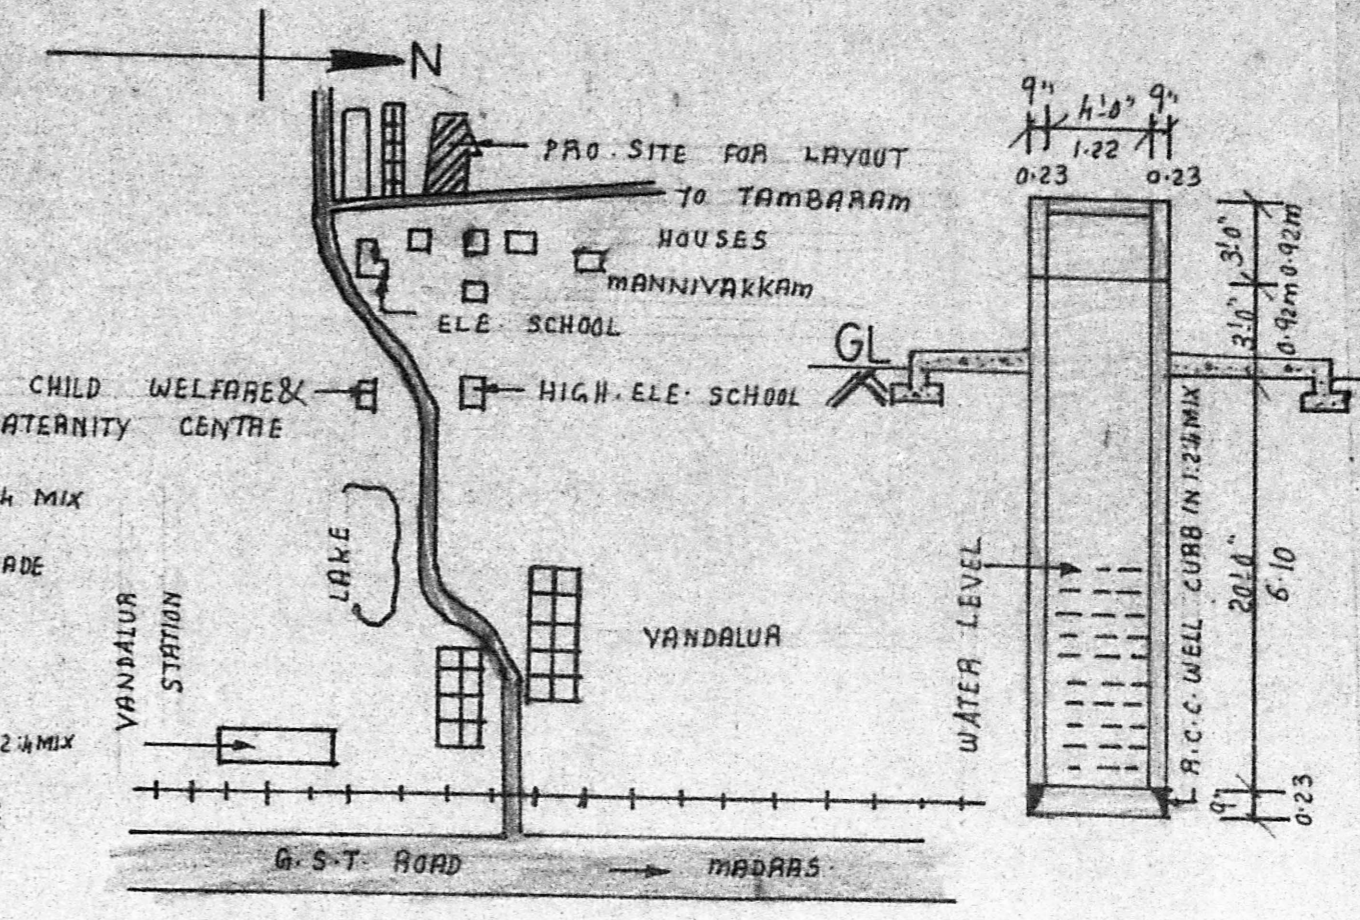 N
PRO. SITE FOR LAYOUT
TO TAMBARAM
HOUSES
MANNIVAKKAM
ELE. SCHOOL
CHILD WELFARE &
ATERNITY CENTRE
HIGH. ELE. SCHOOL
4 MIX
ADE
LAKE
VANDALUR
STATION
VANDALUR
2:4 MIX
G.S.T. ROAD → MADRAS.
9" 4'-0" 9"
1.22
0.23 0.23
3'-0" 0.92m
3'-0" 0.92m
GL
WATER LEVEL
R.C.C. WELL CURB IN 1:2:4 MIX
20'-0"
6.10
9" 0.23